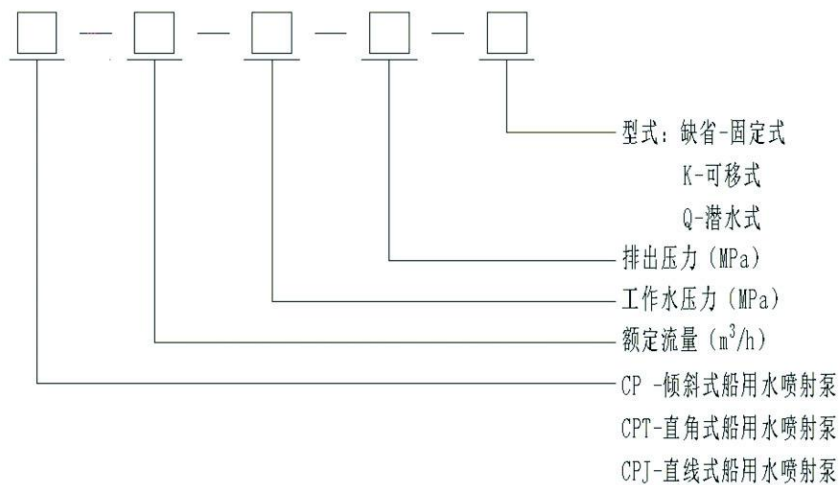 型式：缺省-固定式
K-可移式
Q-潜水式
排出压力（MPa）
工作水压力（MPa）
额定流量（m³/h）
CP -倾斜式船用水喷射泵
CPT-直角式船用水喷射泵
CPJ-直线式船用水喷射泵